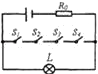 R₀
S₁ S₂ S₃ S₄
L